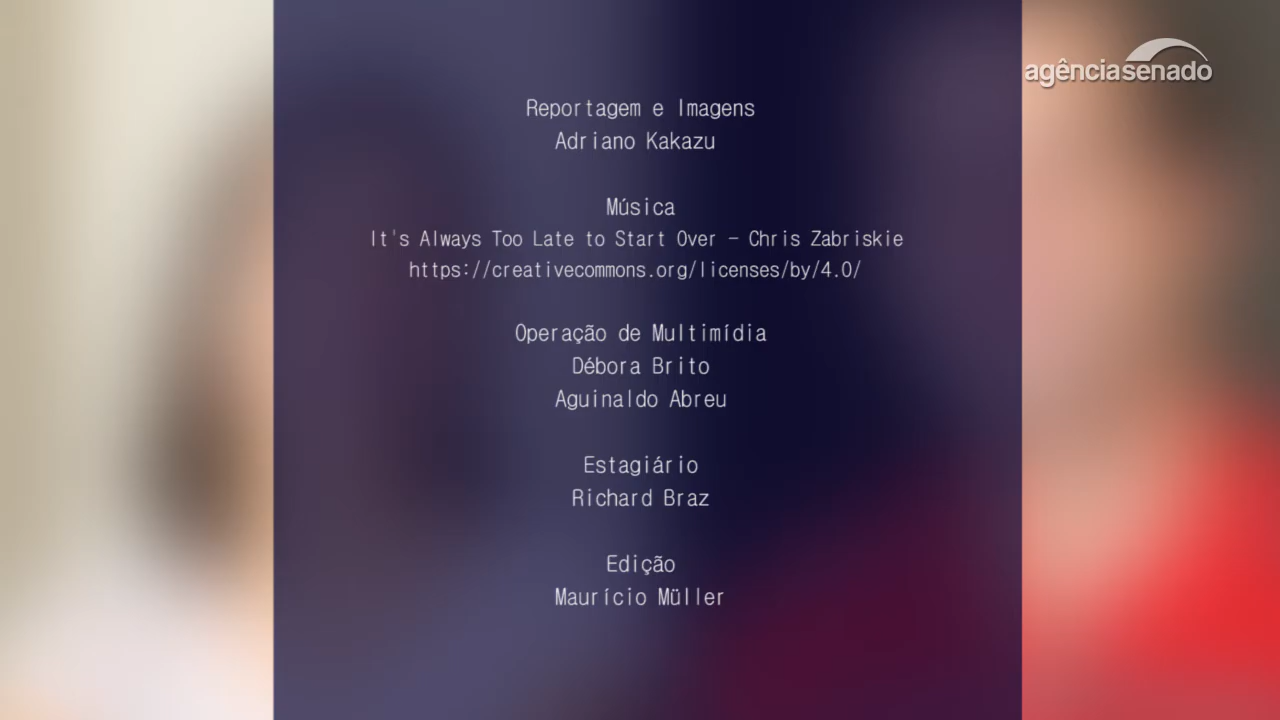 agênciasenado
Reportagem e Imagens
Adriano Kakazu
Música
It's Always Too Late to Start Over - Chris Zabriskie
https://creativecommons.org/licenses/by/4.0/
Operação de Multimídia
Débora Brito
Aguinaldo Abreu
Estagiário
Richard Braz
Edição
Maurício Müller